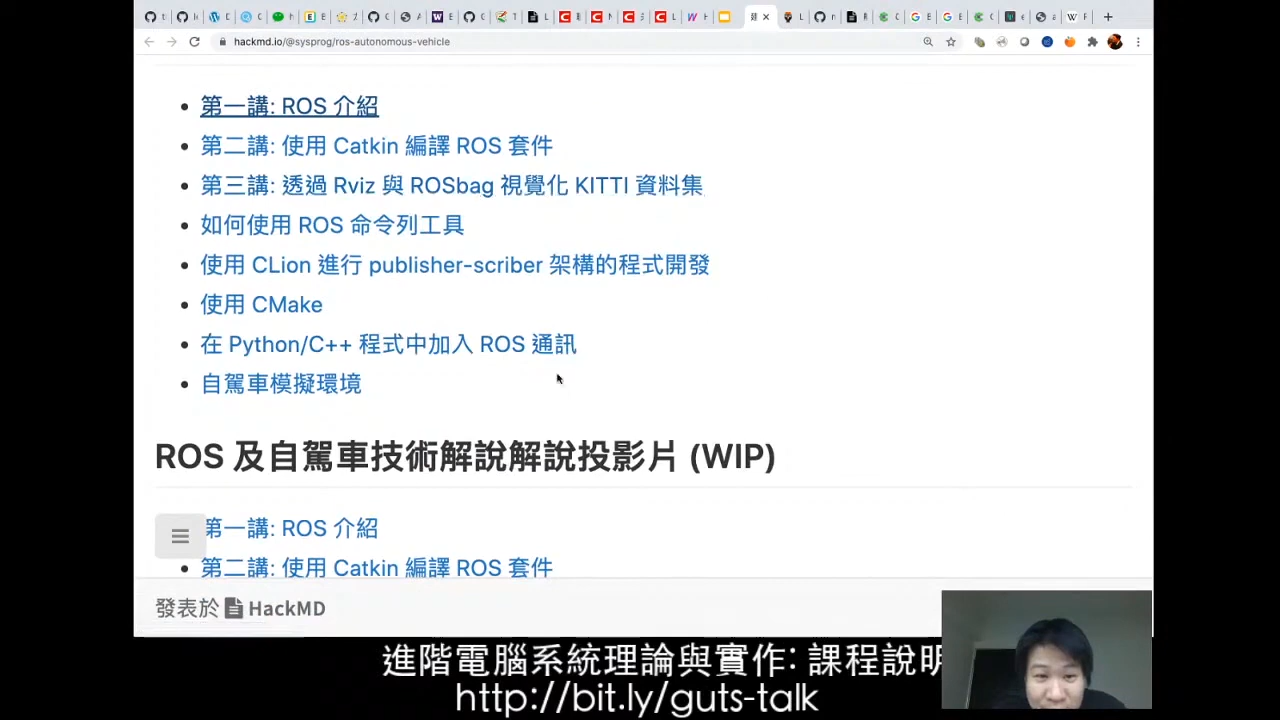 hackmd.io/@sysprog/ros-autonomous-vehicle
第一講: ROS 介紹
第二講: 使用 Catkin 編譯 ROS 套件
第三講: 透過 Rviz 與 ROSbag 視覺化 KITTI 資料集
如何使用 ROS 命令列工具
使用 CLion 進行 publisher-scriber 架構的程式開發
使用 CMake
在 Python/C++ 程式中加入 ROS 通訊
自駕車模擬環境
ROS 及自駕車技術解說解說投影片 (WIP)
第一講: ROS 介紹
第二講: 使用 Catkin 編譯 ROS 套件
發表於 HackMD
進階電腦系統理論與實作: 課程說明
http://bit.ly/guts-talk